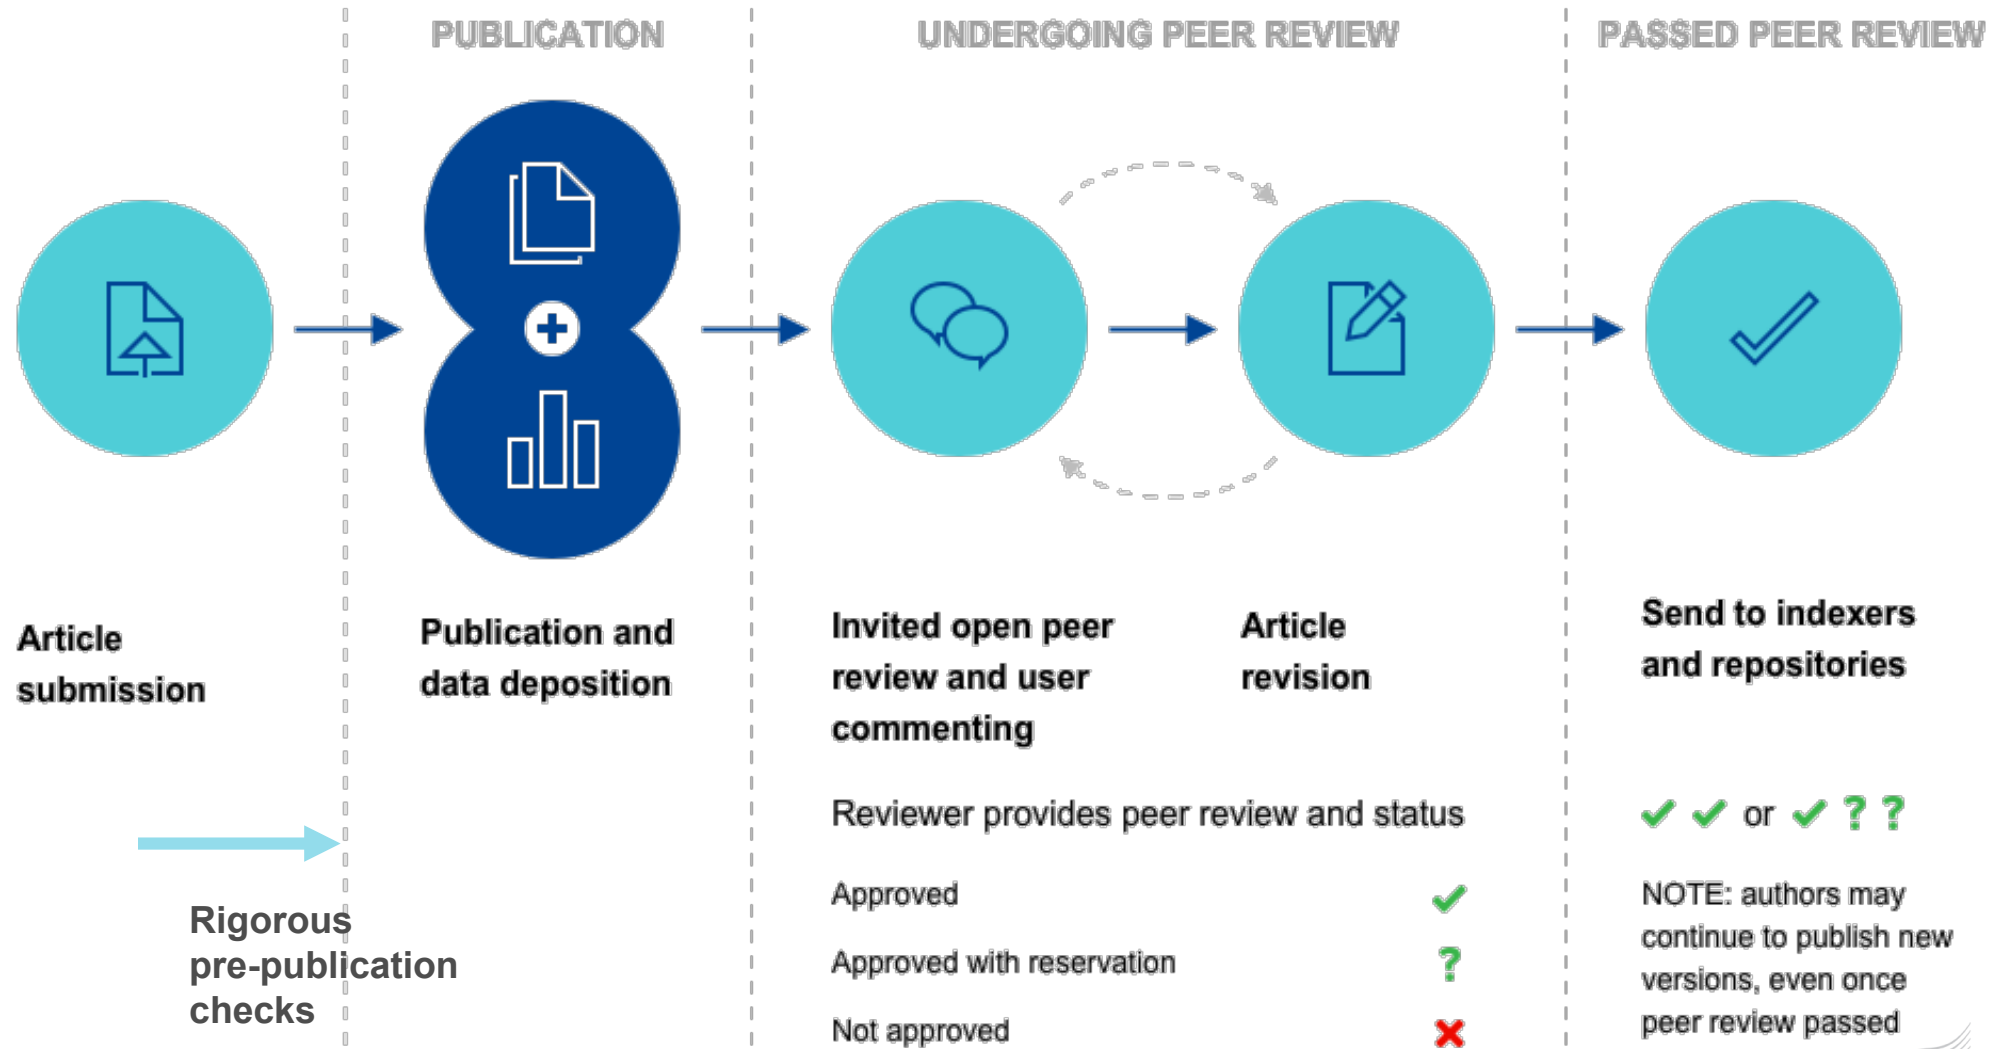 PUBLICATION
UNDERGOING PEER REVIEW
PASSED PEER REVIEW
Article
submission
Publication and
data deposition
Invited open peer
review and user
commenting
Article
revision
Send to indexers
and repositories
Rigorous
pre-publication
checks
Reviewer provides peer review and status
Approved
Approved with reservation
?
Not approved
or ? ?
NOTE: authors may
continue to publish new
versions, even once
peer review passed